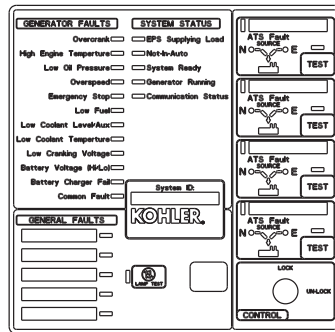 GENERATOR FAULTS
Overcrank
High Engine Temperture
Low Oil Pressure
Overspeed
Emergency Stop
Low Fuel
Low Coolant Level/Aux
Low Coolant Temperture
Low Cranking Voltage
Battery Voltage (Hi/Lo)
Battery Charger Fail
Common Fault
SYSTEM STATUS
EPS Supplying Load
Not-In-Auto
System Ready
Generator Running
Communication Status
System ID:
KOHLER.
GENERAL FAULTS
LAMP TEST
ATS Fault
SOURCE
N E
TEST
ATS Fault
SOURCE
N E
TEST
ATS Fault
SOURCE
N E
TEST
ATS Fault
SOURCE
N E
TEST
LOCK
UN-LOCK
CONTROL